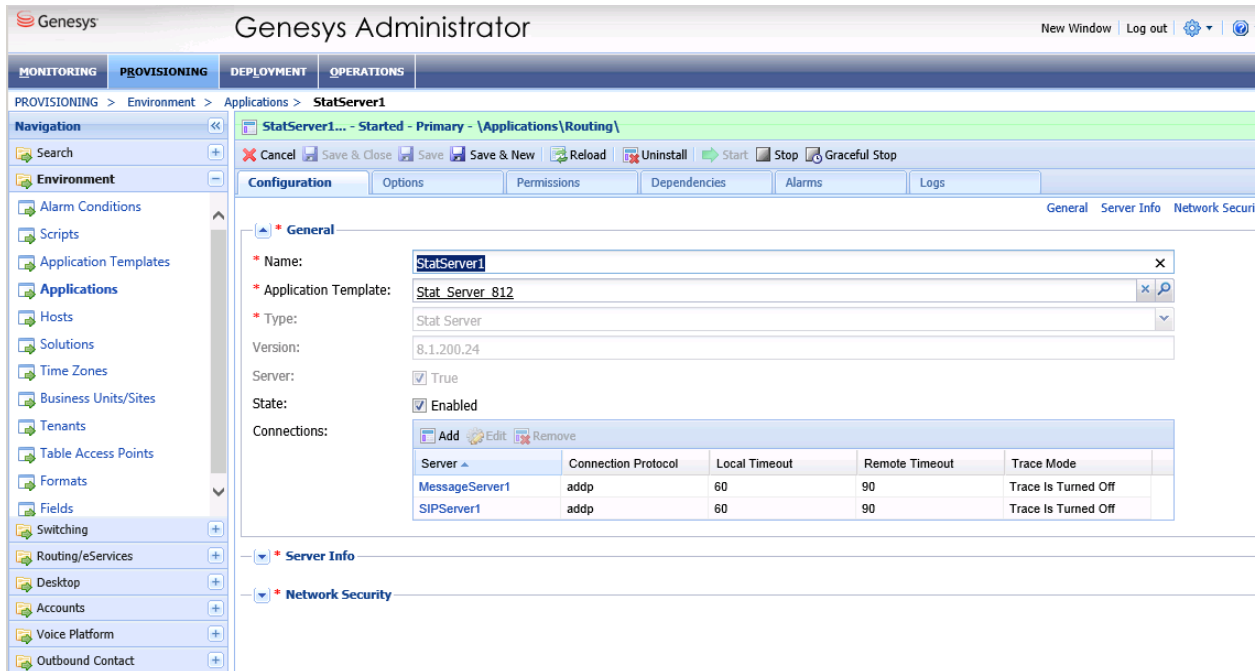 Genesys
Genesys Administrator
New Window | Log out
MONITORING PROVISIONING DEPLOYMENT OPERATIONS
PROVISIONING > Environment > Applications > StatServer1
Navigation
Search
Environment
Alarm Conditions
Scripts
Application Templates
Applications
Hosts
Solutions
Time Zones
Business Units/Sites
Tenants
Table Access Points
Formats
Fields
Switching
Routing/eServices
Desktop
Accounts
Voice Platform
Outbound Contact
StatServer1... - Started - Primary - \Applications\Routing\
Cancel Save & Close Save Save & New Reload Uninstall Start Stop Graceful Stop
Configuration Options Permissions Dependencies Alarms Logs
General Server Info Network Securi
* General
* Name: StatServer1
* Application Template: Stat_Server_812
* Type: Stat Server
Version: 8.1.200.24
Server: True
State: Enabled
Connections: Add Edit Remove
Server Connection Protocol Local Timeout Remote Timeout Trace Mode
MessageServer1 addp 60 90 Trace Is Turned Off
SIPServer1 addp 60 90 Trace Is Turned Off
* Server Info
* Network Security